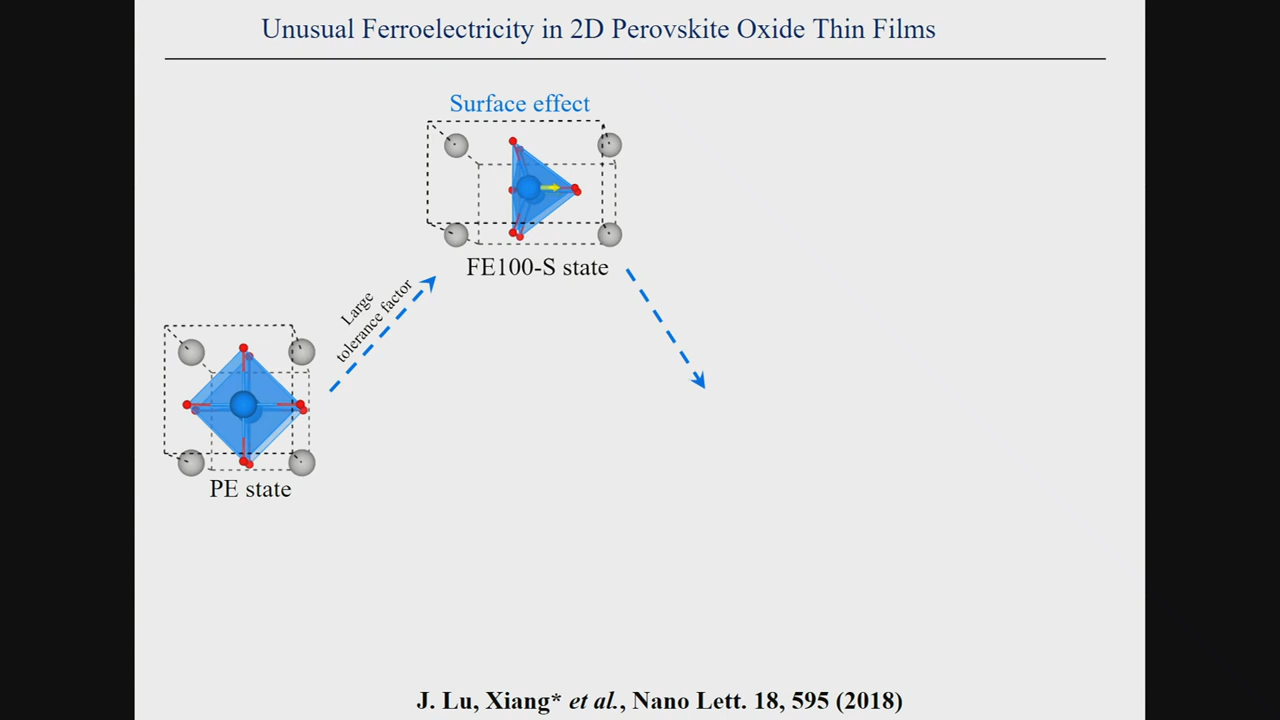 Unusual Ferroelectricity in 2D Perovskite Oxide Thin Films
Surface effect
FE100-S state
Large
tolerance factor
PE state
J. Lu, Xiang* et al., Nano Lett. 18, 595 (2018)